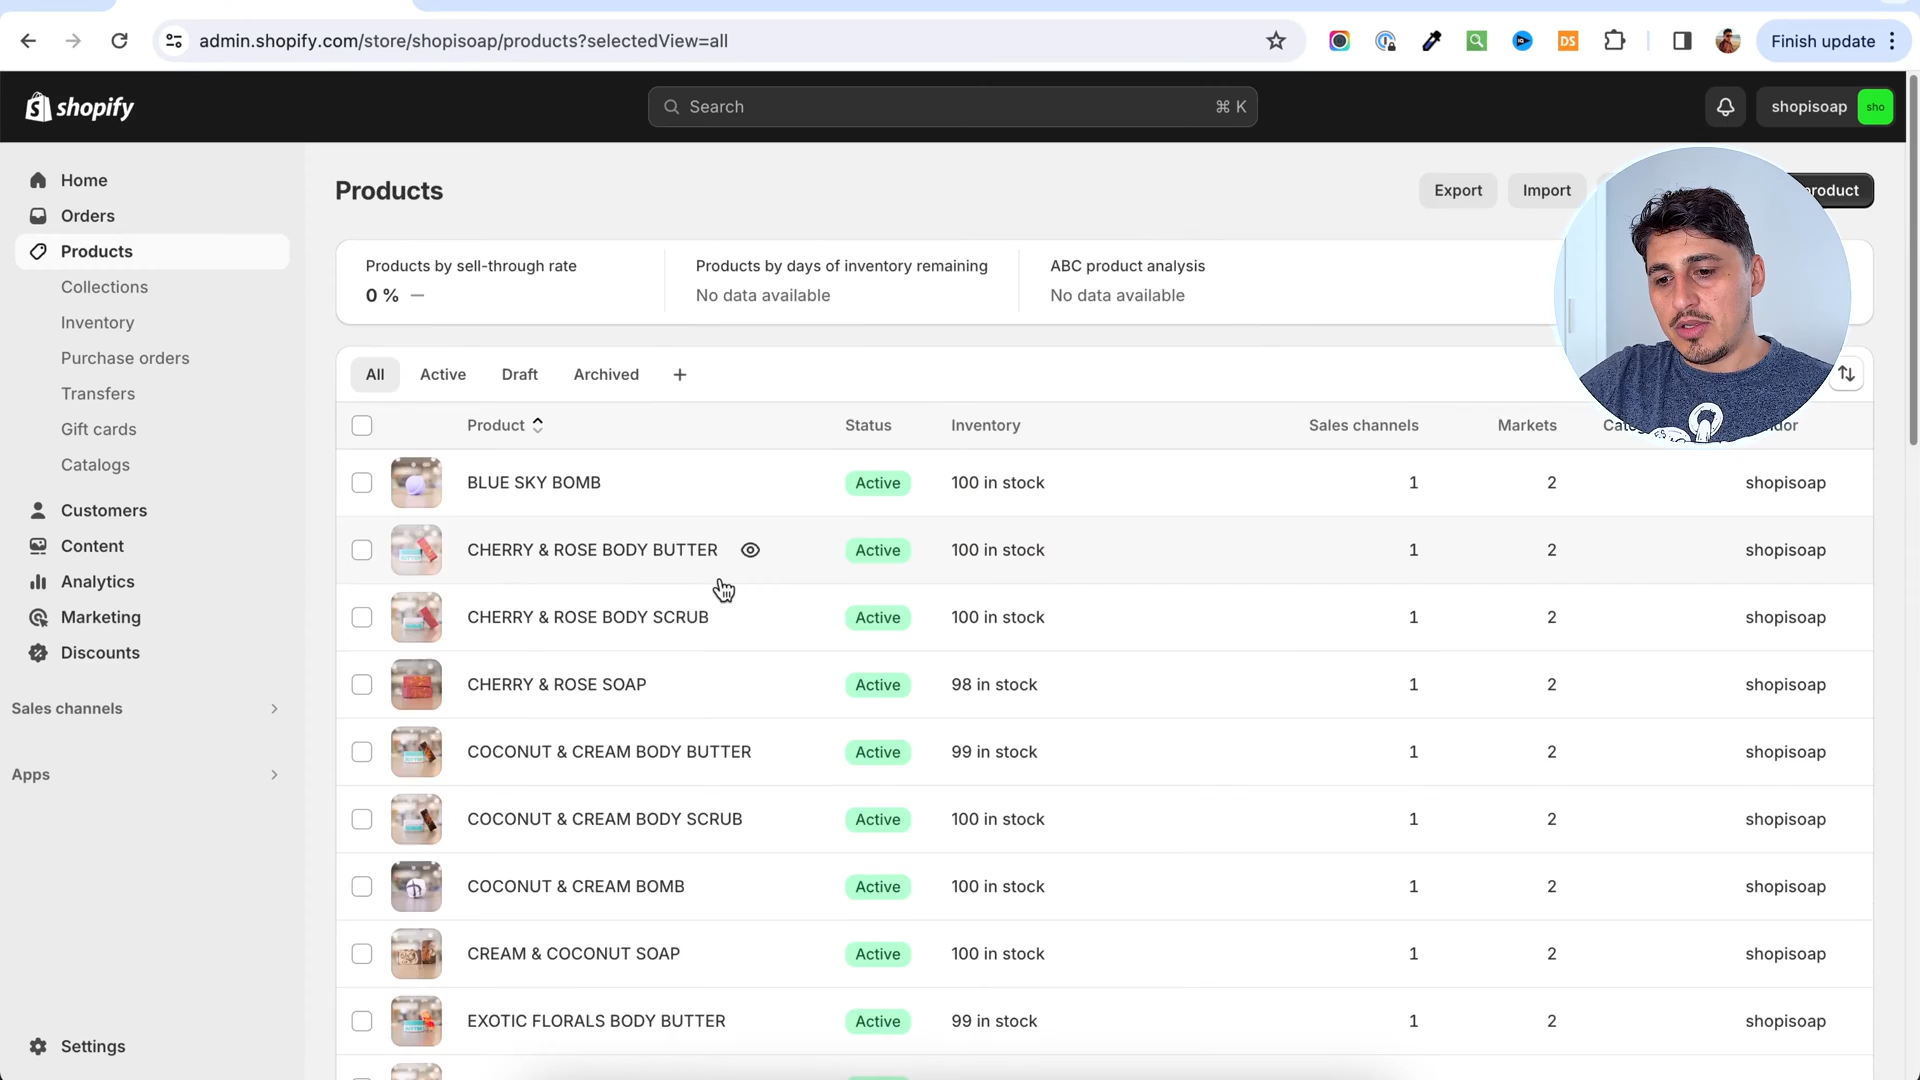 admin.shopify.com/store/shopisoap/products?selectedView=all
DS
Finish update
shopify
Search
⌘ K
shopisoap
sho
Home
Orders
Products
Collections
Inventory
Purchase orders
Transfers
Gift cards
Catalogs
Customers
Content
Analytics
Marketing
Discounts
Sales channels
Apps
Settings
Products
Export
Import
product
Products by sell-through rate
0 % —
Products by days of inventory remaining
No data available
ABC product analysis
No data available
All
Active
Draft
Archived
+
Product Status Inventory Sales channels Markets
BLUE SKY BOMB Active 100 in stock 1 2 shopisoap
CHERRY & ROSE BODY BUTTER Active 100 in stock 1 2 shopisoap
CHERRY & ROSE BODY SCRUB Active 100 in stock 1 2 shopisoap
CHERRY & ROSE SOAP Active 98 in stock 1 2 shopisoap
COCONUT & CREAM BODY BUTTER Active 99 in stock 1 2 shopisoap
COCONUT & CREAM BODY SCRUB Active 100 in stock 1 2 shopisoap
COCONUT & CREAM BOMB Active 100 in stock 1 2 shopisoap
CREAM & COCONUT SOAP Active 100 in stock 1 2 shopisoap
EXOTIC FLORALS BODY BUTTER Active 99 in stock 1 2 shopisoap